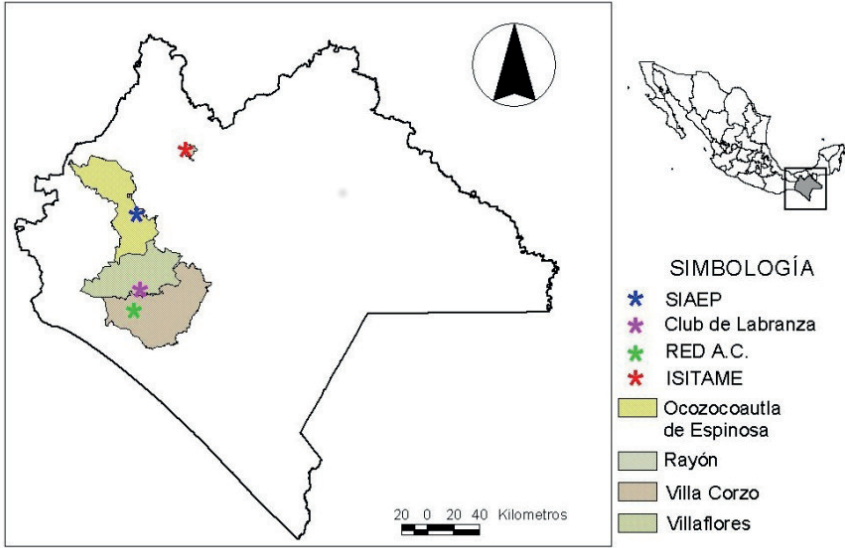 SIMBOLOGÍA
SIAEP
Club de Labranza
RED A.C.
ISITAME
Ocozocoautla
de Espinosa
Rayón
Villa Corzo
Villaflores
20 0 20 40 Kilometros